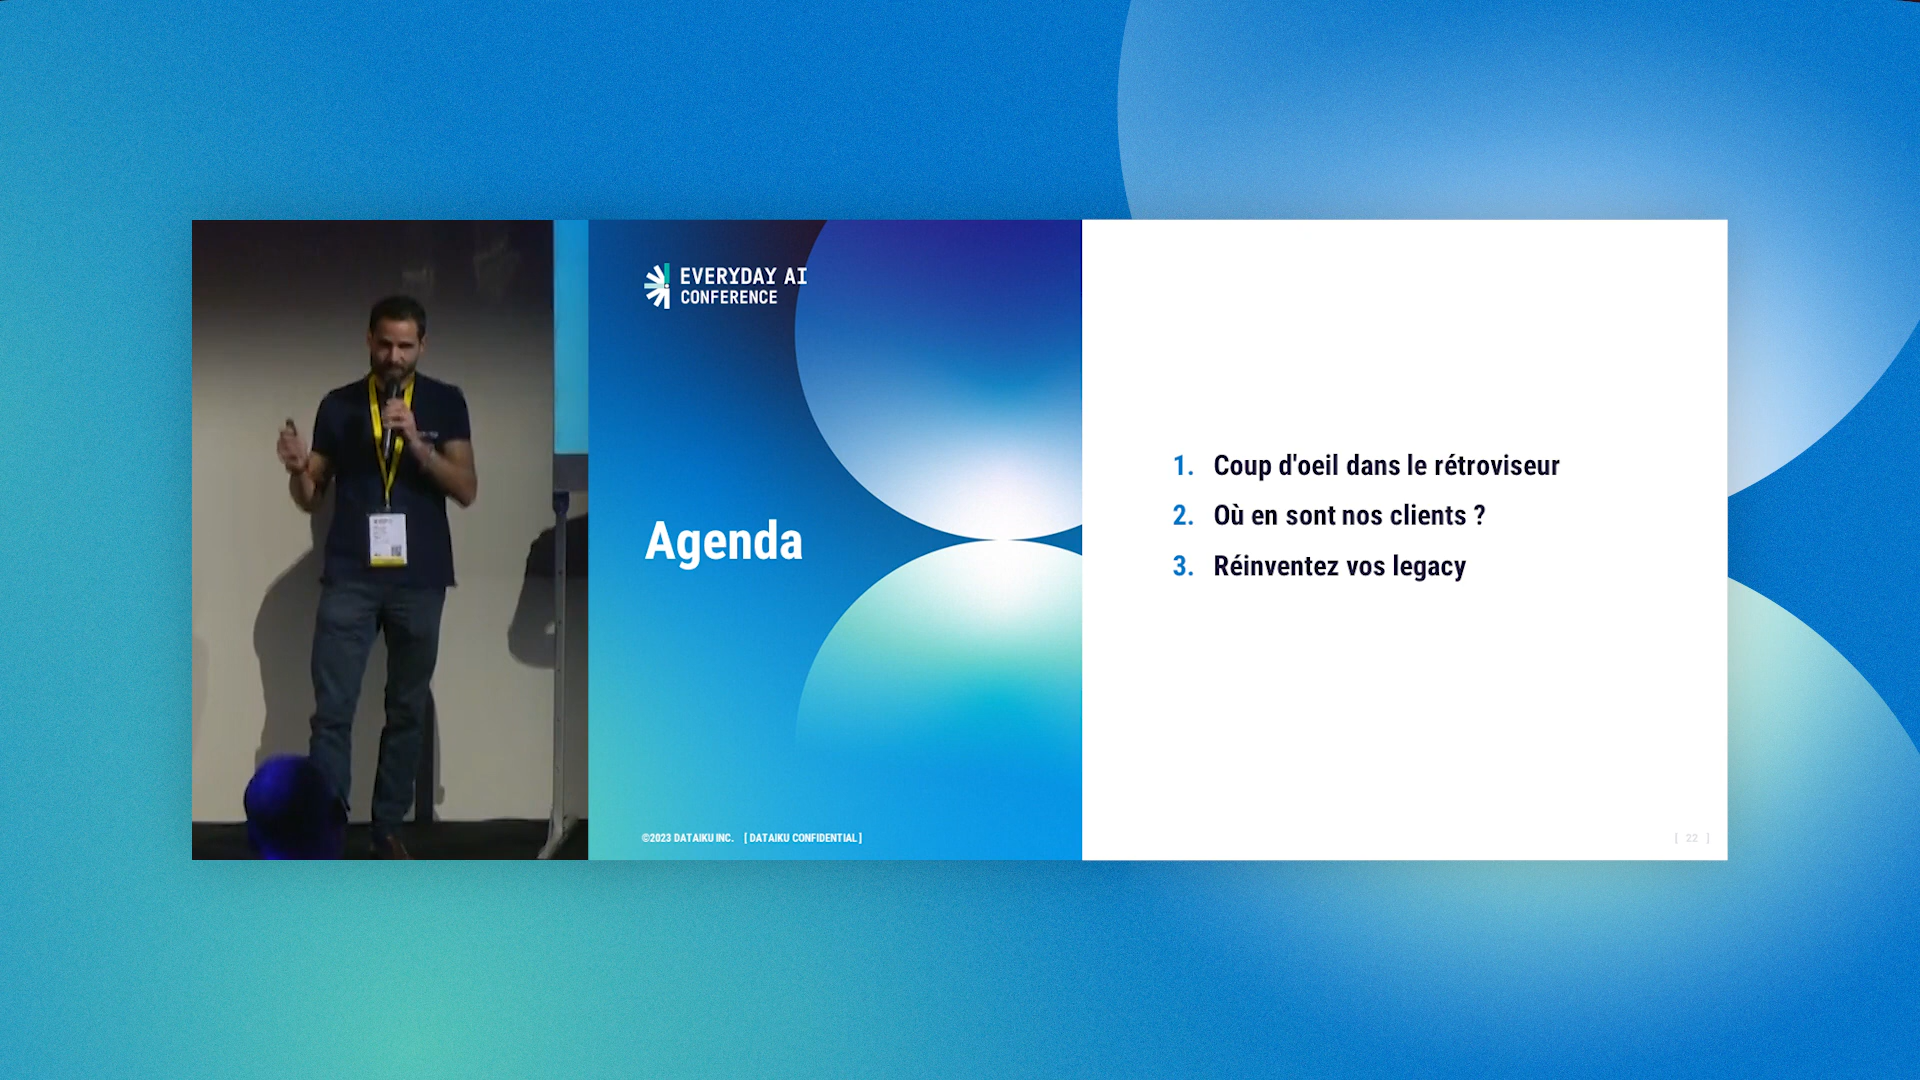 EVERYDAY AI
CONFERENCE
Agenda
©2023 DATAIKU INC. [ DATAIKU CONFIDENTIAL ]
1. Coup d'oeil dans le rétroviseur
2. Où en sont nos clients ?
3. Réinventez vos legacy
[ 22 ]